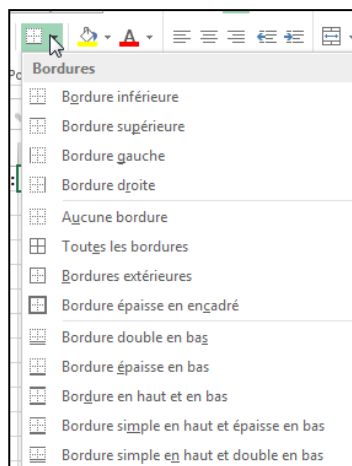 A
Po
Bordures
Bordure inférieure
Bordure supérieure
Bordure gauche
Bordure droite
Aucune bordure
Toutes les bordures
Bordures extérieures
Bordure épaisse en encadré
Bordure double en bas
Bordure épaisse en bas
Bordure en haut et en bas
Bordure simple en haut et épaisse en bas
Bordure simple en haut et double en bas